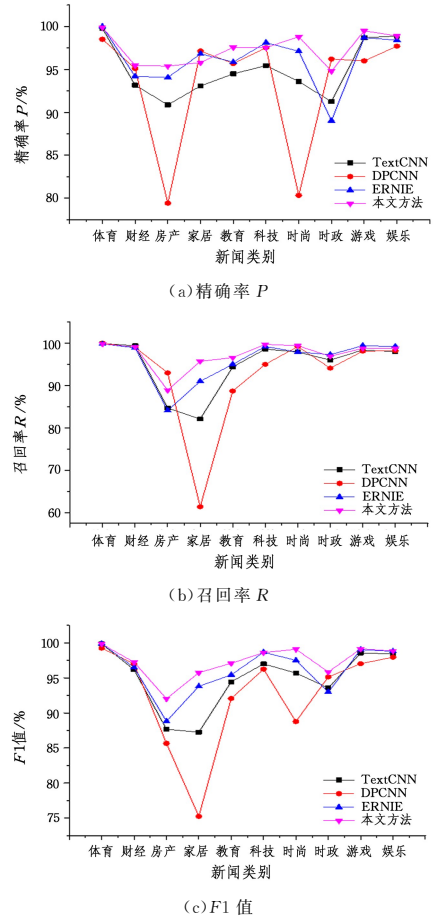 100
95
90
85
80
精确率P/%
TextCNN
DPCNN
ERNIE
本文方法
体育 财经 房产 家居 教育 科技 时尚 时政 游戏 娱乐
新闻类别
(a)精确率 P
100
90
80
70
60
召回率R/%
TextCNN
DPCNN
ERNIE
本文方法
体育 财经 房产 家居 教育 科技 时尚 时政 游戏 娱乐
新闻类别
(b)召回率 R
100
95
90
85
80
75
F1值/%
TextCNN
DPCNN
ERNIE
本文方法
体育 财经 房产 家居 教育 科技 时尚 时政 游戏 娱乐
新闻类别
(c)F1 值